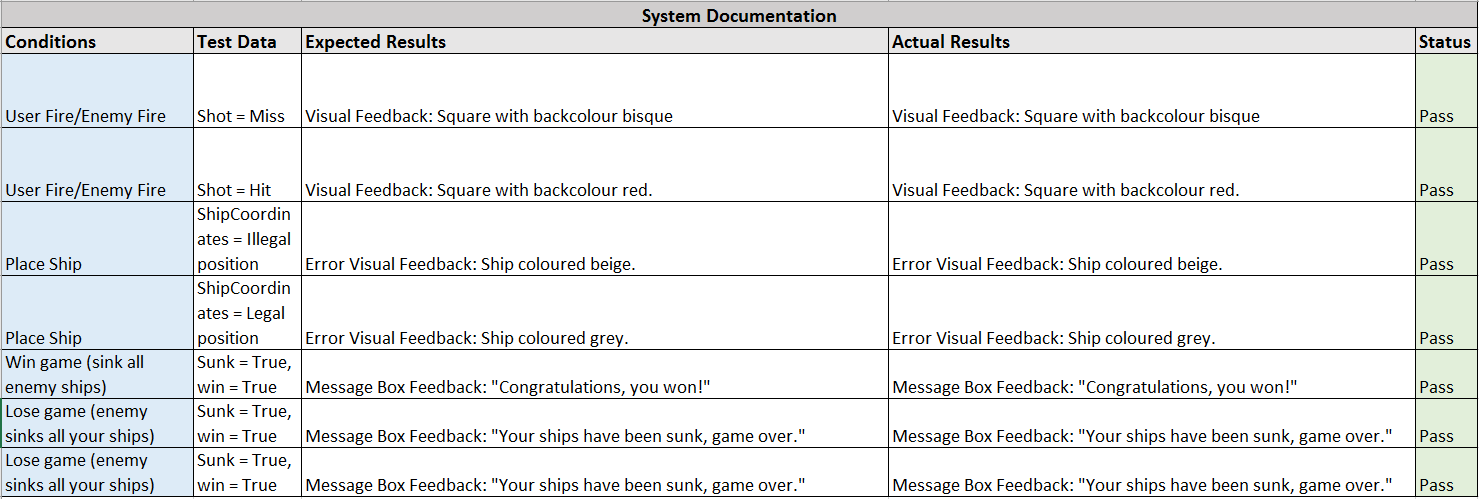 System Documentation
Conditions Test Data Expected Results Actual Results Status
User Fire/Enemy Fire Shot = Miss Visual Feedback: Square with backcolour bisque Visual Feedback: Square with backcolour bisque Pass
User Fire/Enemy Fire Shot = Hit Visual Feedback: Square with backcolour red. Visual Feedback: Square with backcolour red. Pass
ShipCoordin
ates = Illegal
Place Ship position Error Visual Feedback: Ship coloured beige. Error Visual Feedback: Ship coloured beige. Pass
ShipCoordin
ates = Legal
Place Ship position Error Visual Feedback: Ship coloured grey. Error Visual Feedback: Ship coloured grey. Pass
Win game (sink all Sunk = True,
enemy ships) win = True Message Box Feedback: "Congratulations, you won!" Message Box Feedback: "Congratulations, you won!" Pass
Lose game (enemy Sunk = True,
sinks all your ships) win = True Message Box Feedback: "Your ships have been sunk, game over." Message Box Feedback: "Your ships have been sunk, game over." Pass
Lose game (enemy Sunk = True,
sinks all your ships) win = True Message Box Feedback: "Your ships have been sunk, game over." Message Box Feedback: "Your ships have been sunk, game over." Pass